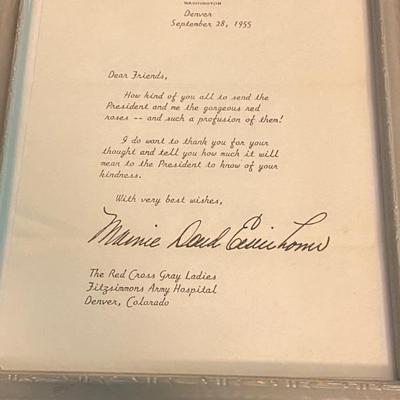 WASHINGTON
Denver
September 28, 1955
Dear Friends,
How kind of you all to send the
President and me the gorgeous red
roses -- and such a profusion of them!
I do want to thank you for your
thought and tell you how much it will
mean to the President to know of your
kindness.
With very best wishes,
Mamie Doud Eisenhower
The Red Cross Gray Ladies
Fitzsimmons Army Hospital
Denver, Colorado